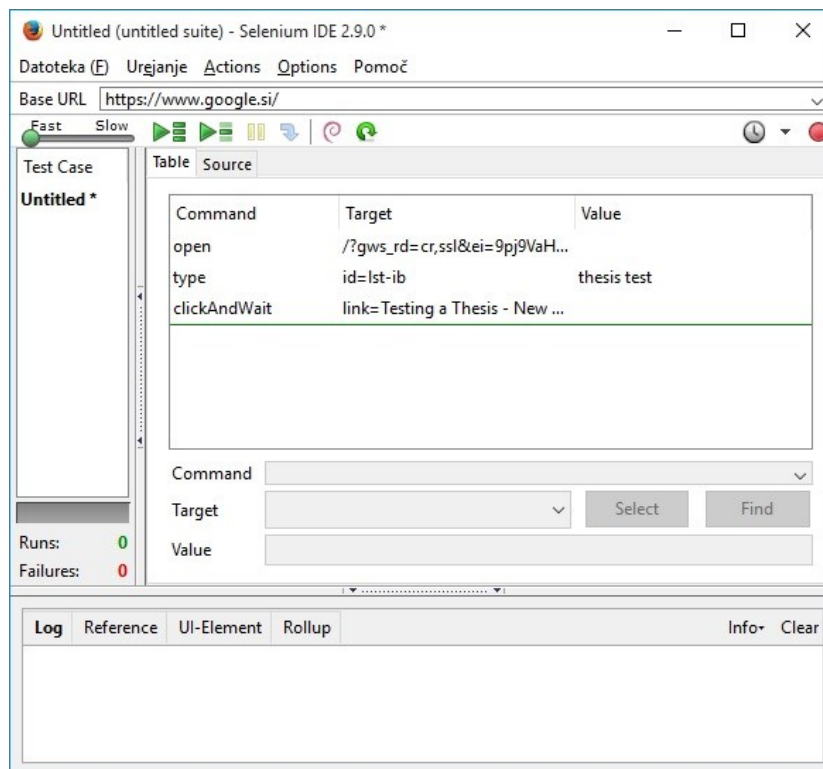 Untitled (untitled suite) - Selenium IDE 2.9.0 *
Datoteka (F) Urejanje Actions Options Pomoč
Base URL https://www.google.si/
Fast Slow
Test Case
Untitled *
Table Source
Command Target Value
open /?gws_rd=cr,ssl&ei=9pj9VaH...
type id=lst-ib thesis test
clickAndWait link=Testing a Thesis - New ...
Command
Target Select Find
Value
Runs: 0
Failures: 0
Log Reference UI-Element Rollup Info Clear